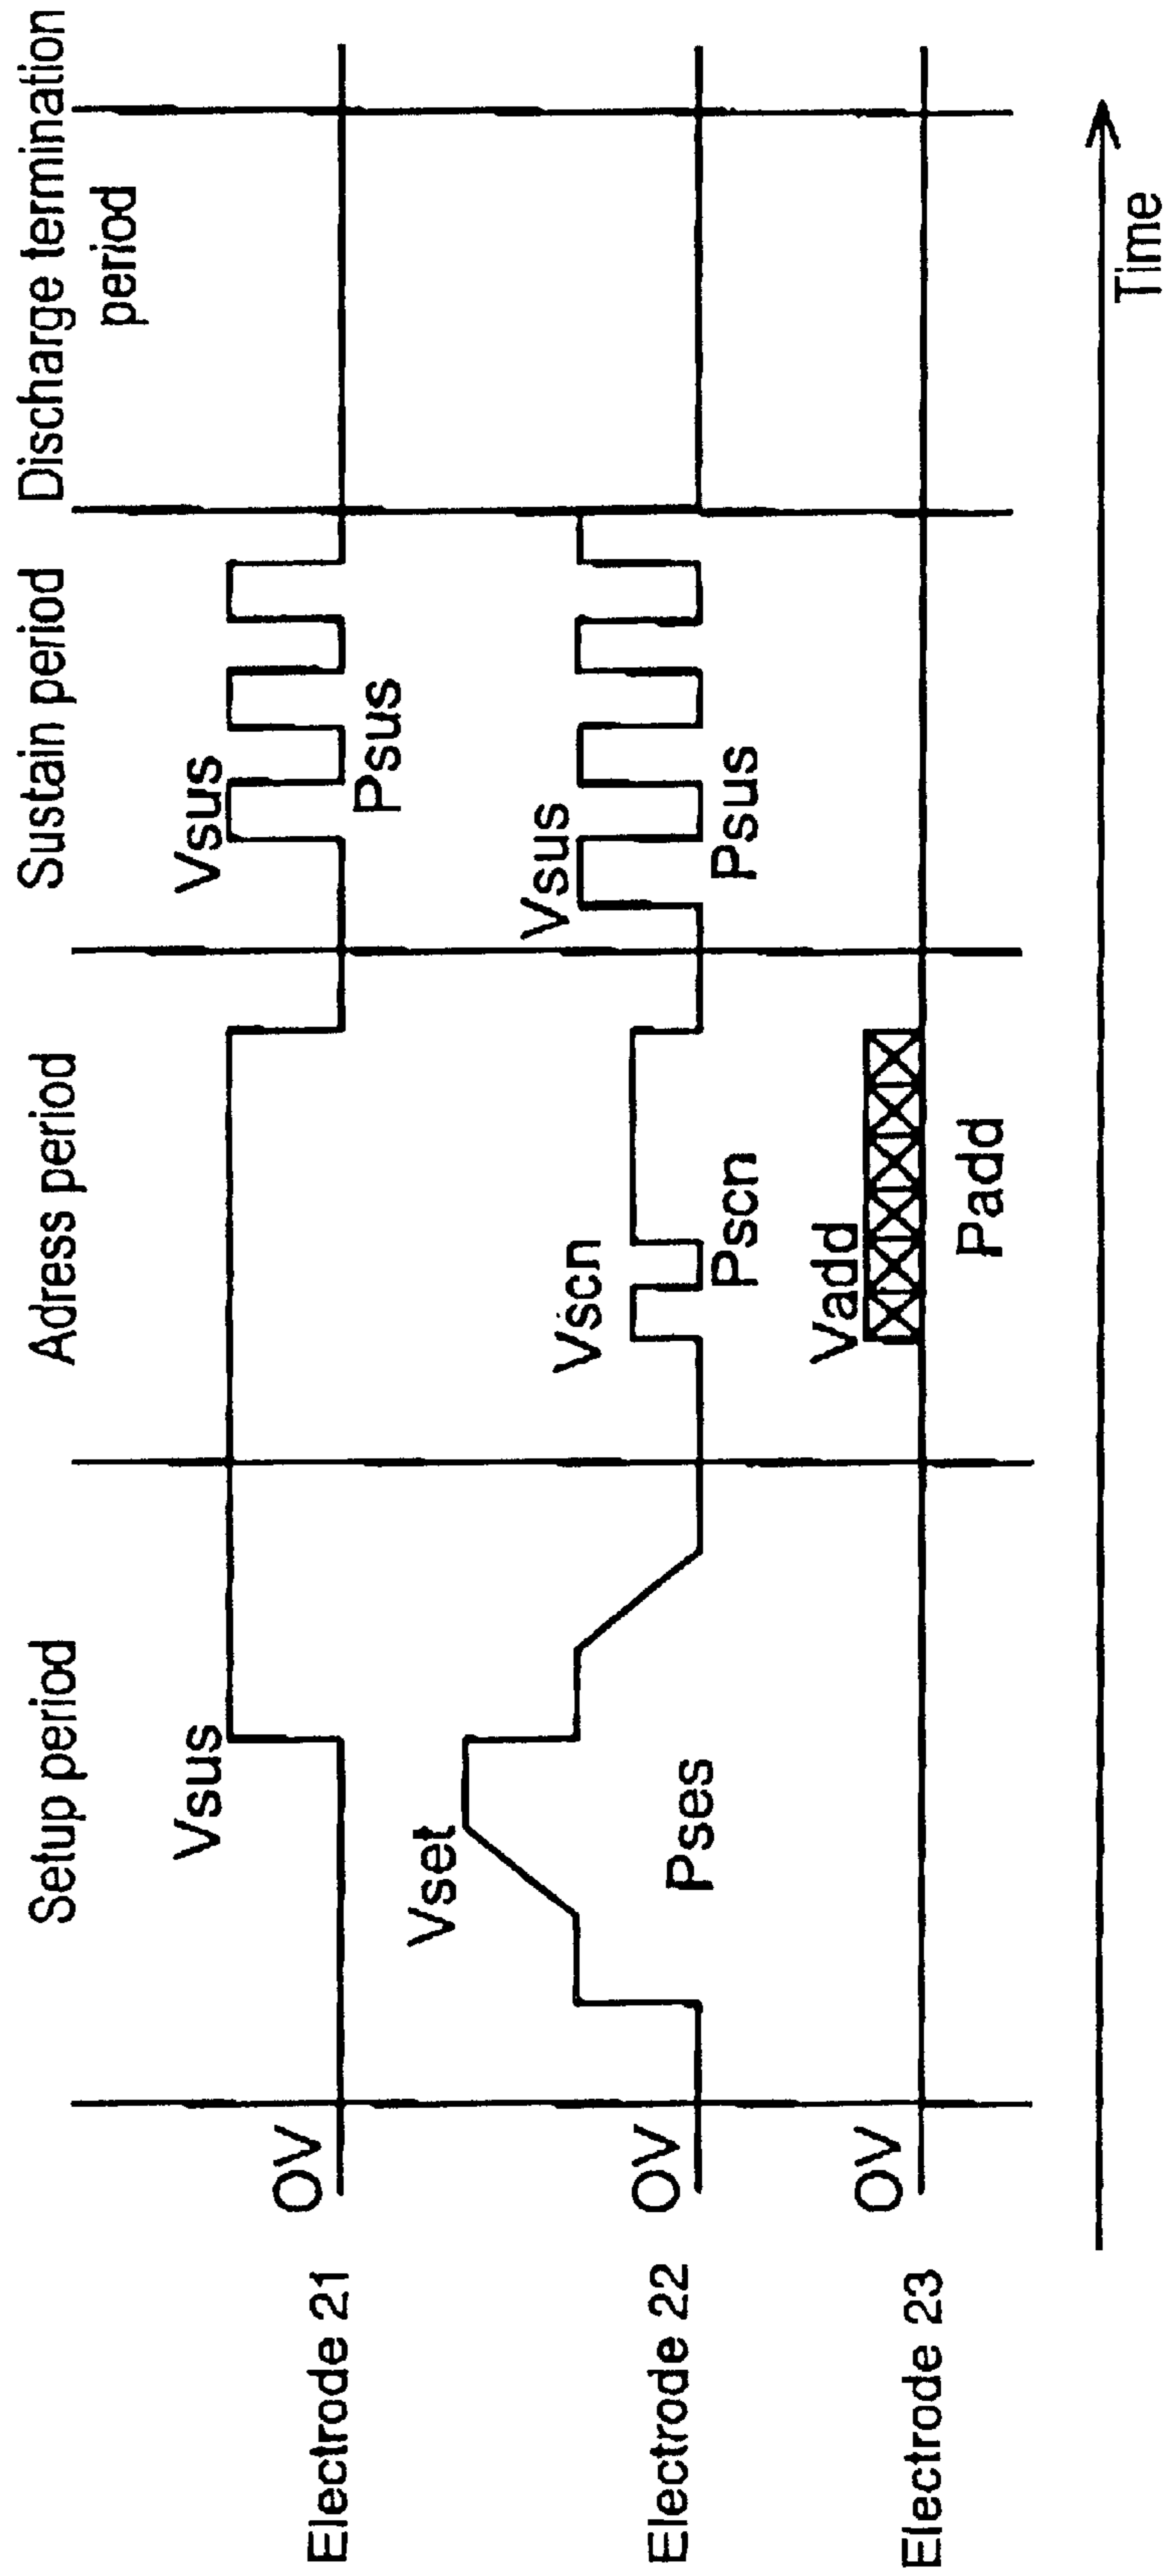 Setup period
Adress period
Sustain period
Discharge termination
period
Electrode 21
OV
Vsus
Vsus
Psus
Electrode 22
OV
Vset
Pses
Vscn
Pscn
Vsus
Psus
Electrode 23
OV
Vadd
Padd
Time